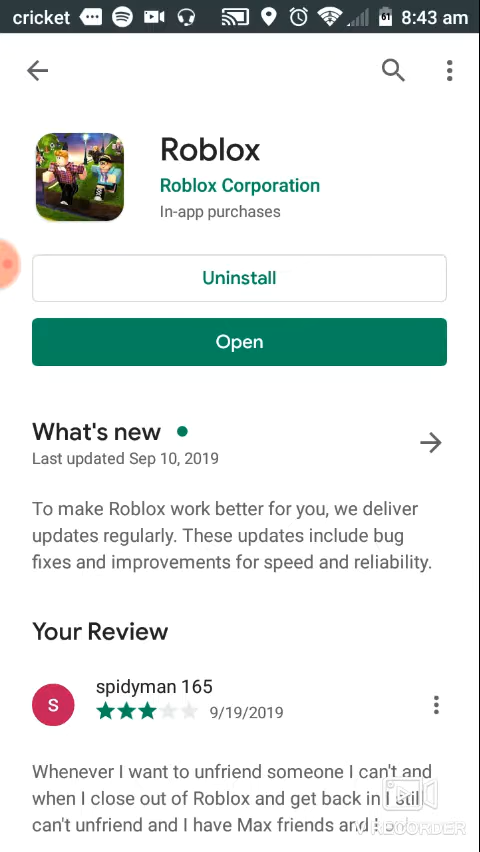 cricket 61 8:43 am
Roblox
Roblox Corporation
In-app purchases
Uninstall
Open
What's new
Last updated Sep 10, 2019
To make Roblox work better for you, we deliver
updates regularly. These updates include bug
fixes and improvements for speed and reliability.
Your Review
S
spidyman 165
9/19/2019
Whenever I want to unfriend someone I can't and
when I close out of Roblox and get back in I still
can't unfriend and I have Max friends and I
V RECORDER